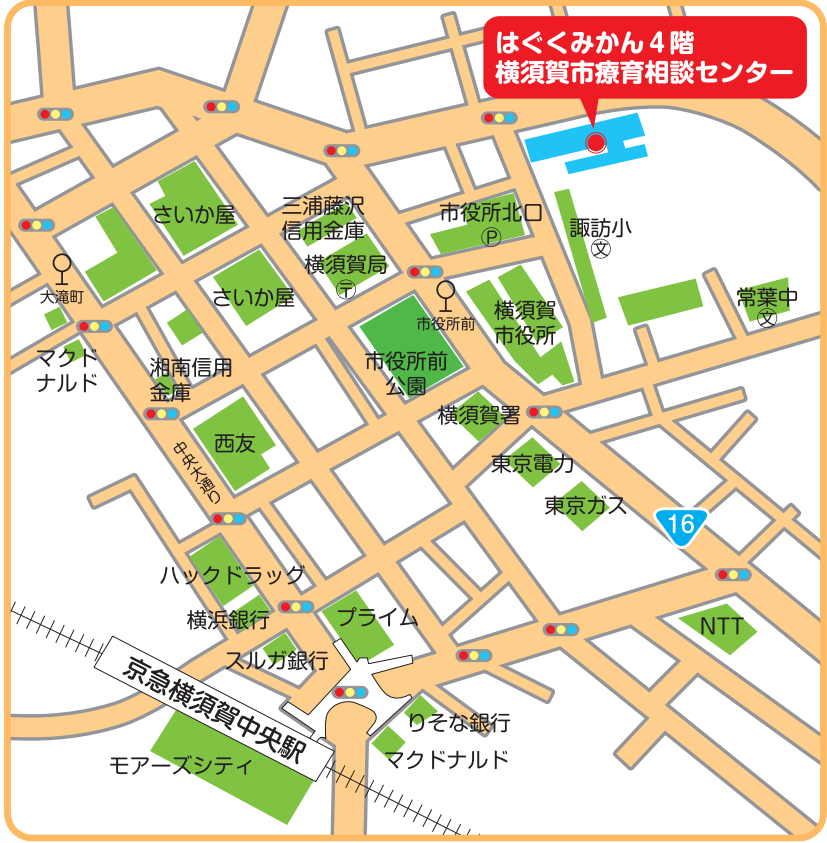 はぐくみかん4階
横須賀市療育相談センター
さいか屋
三浦藤沢
信用金庫
市役所北口
P
諏訪小
文
横須賀局
〒
大滝町
さいか屋
市役所前
横須賀
市役所
常葉中
文
マクド
ナルド
湘南信用
金庫
市役所前
公園
横須賀署
西友
中央大通り
東京電力
東京ガス
16
ハックドラッグ
横浜銀行
プライム
NTT
スルガ銀行
京急横須賀中央駅
りそな銀行
モアーズシティ
マクドナルド